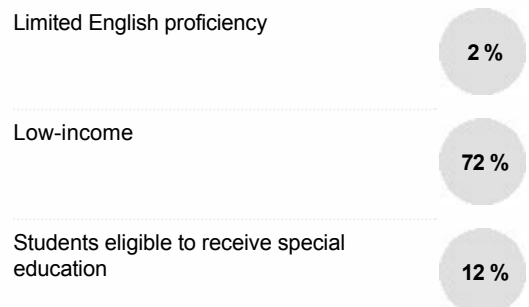 Limited English proficiency
2 %
Low-income
72 %
Students eligible to receive special
education
12 %